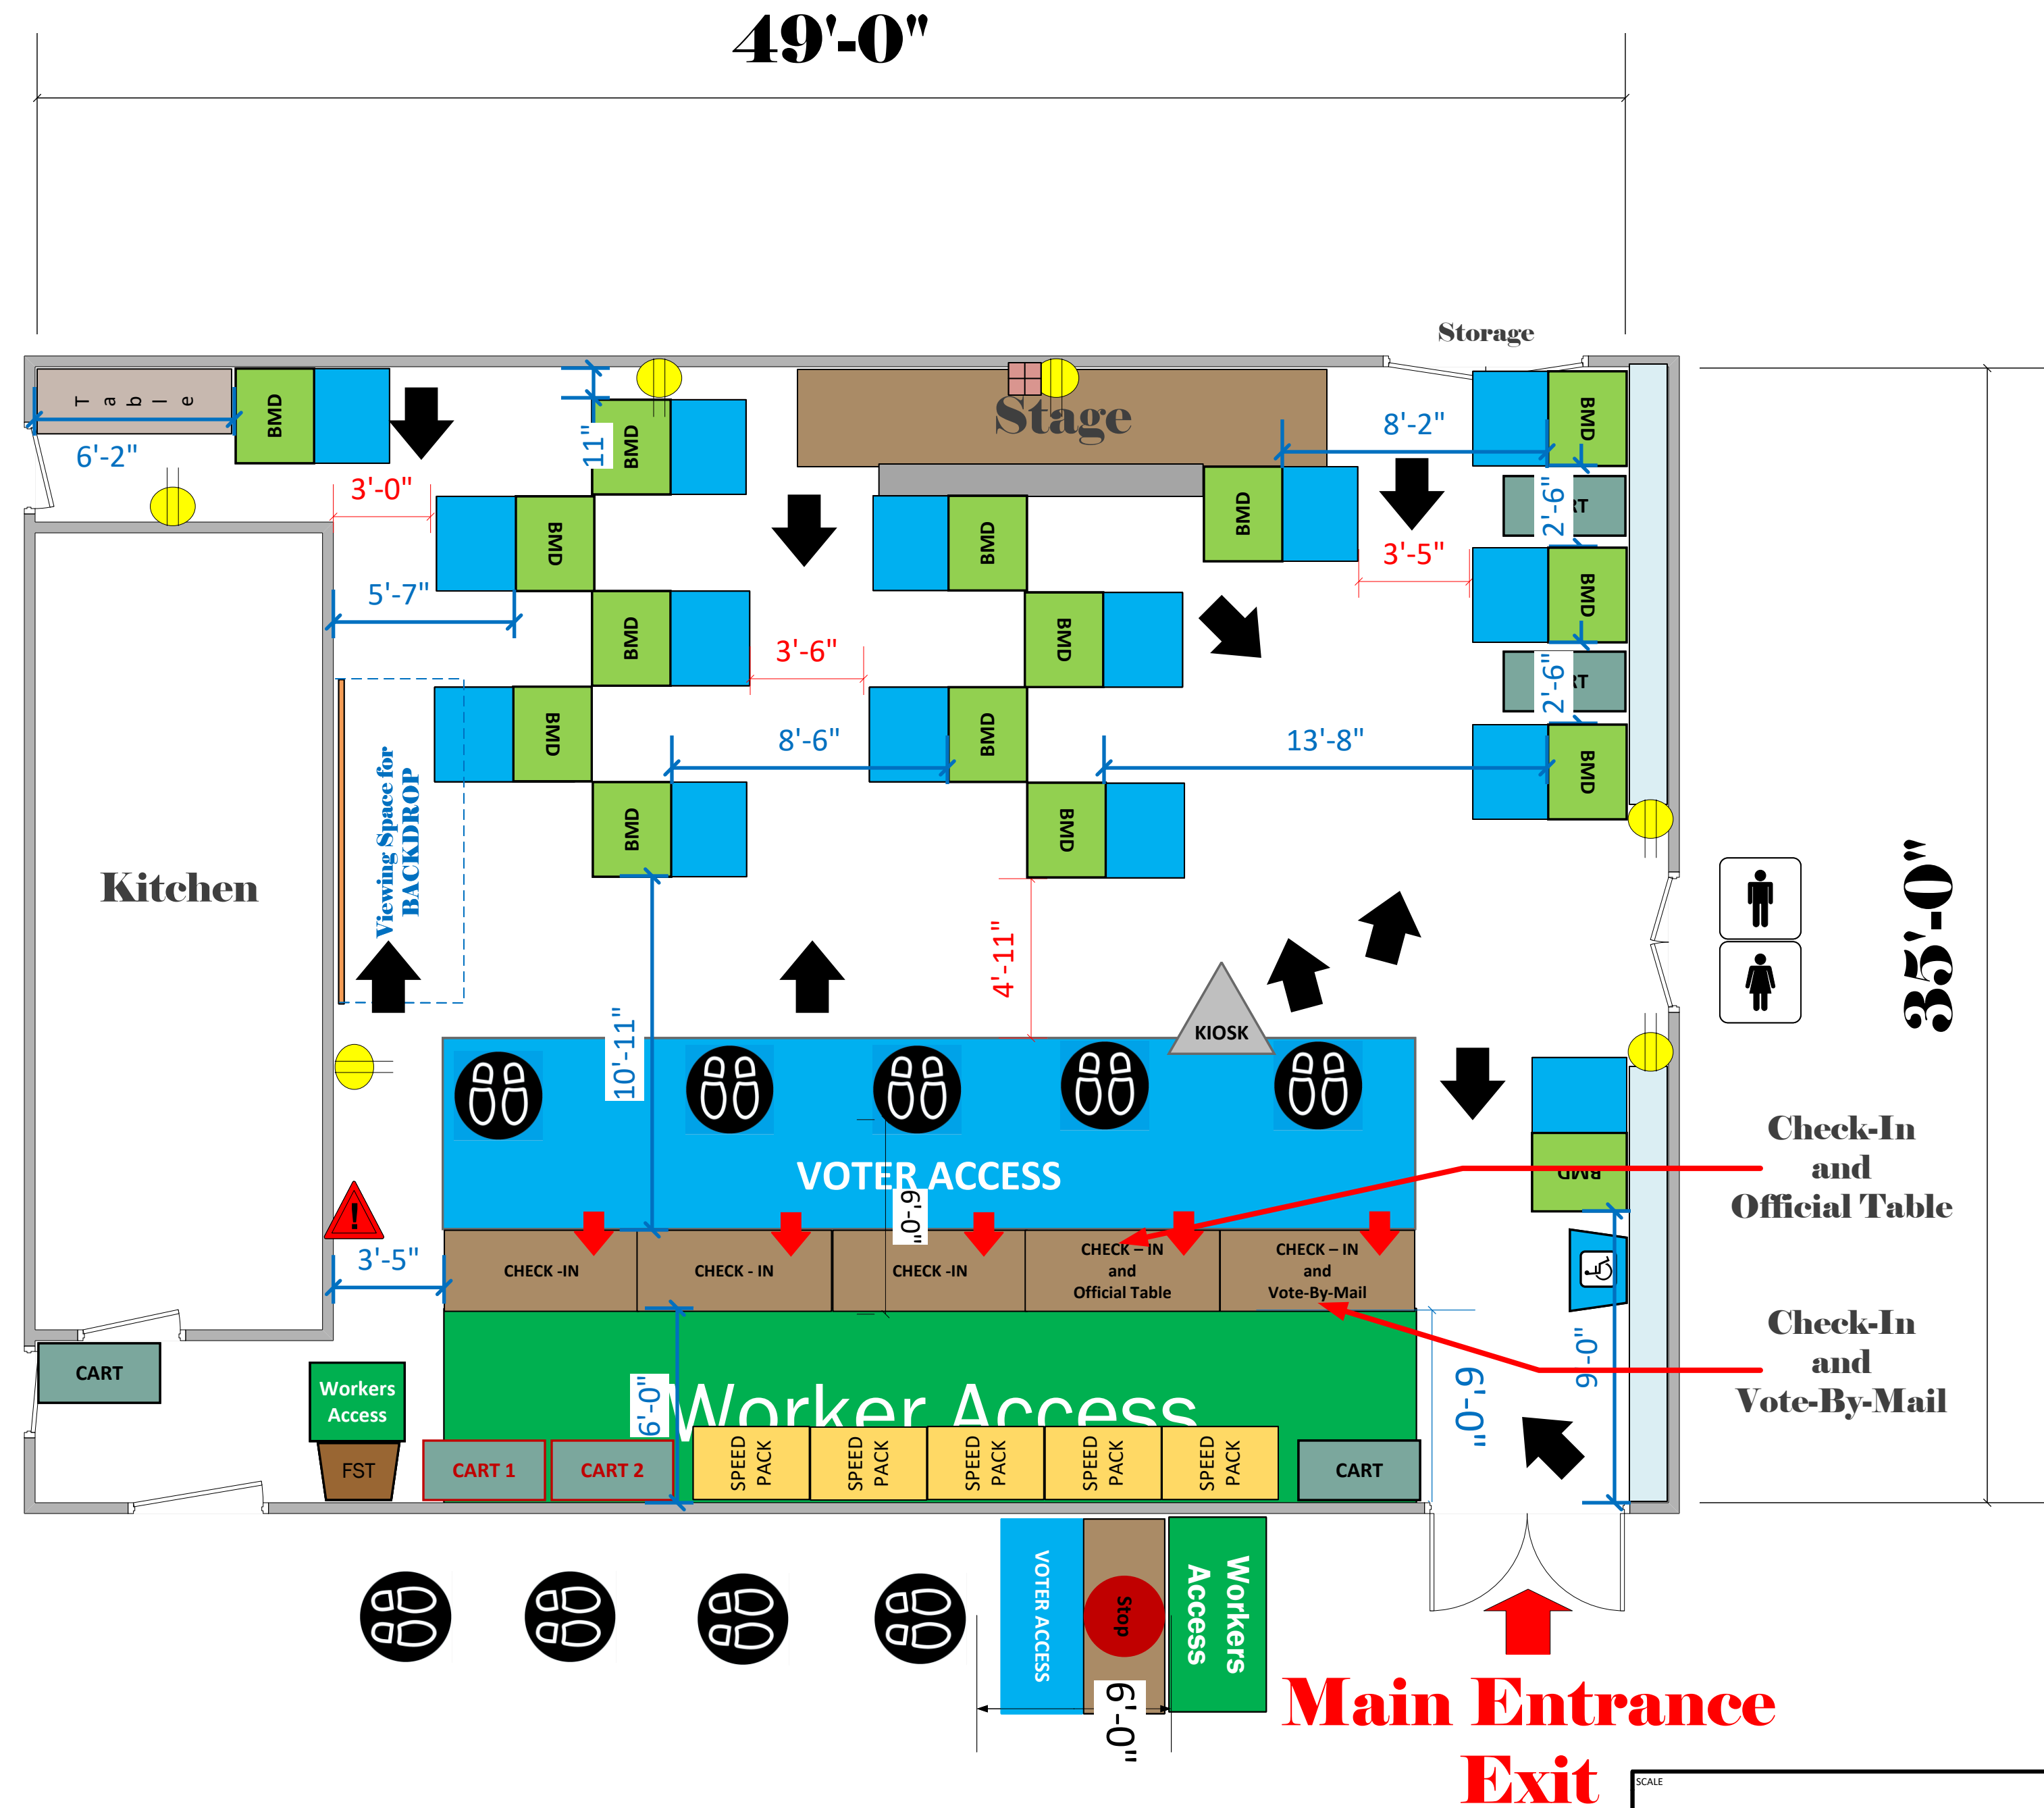 49'-0"
Storage
Table
BMD
6'-2"
11"
BMD
Stage
8'-2"
BMD
3'-0"
BMD
BMD
BMD
2'-6"
3'-5"
5'-7"
BMD
3'-6"
BMD
BMD
2'-6"
BMD
8'-6"
BMD
13'-8"
BMD
Viewing Space for
BACKDROP
BMD
BMD
Kitchen
35'-0"
4'-11"
10'-11"
KIOSK
VOTER ACCESS
6'-0"
BMD
Check-In
and
Official Table
!
3'-5"
CHECK -IN
CHECK - IN
CHECK -IN
CHECK – IN
and
Official Table
CHECK – IN
and
Vote-By-Mail
Check-In
and
Vote-By-Mail
9'-0"
6'-0"
6'-0"
CART
Workers
Access
Worker Access
FST
CART 1
CART 2
SPEED
PACK
SPEED
PACK
SPEED
PACK
SPEED
PACK
SPEED
PACK
CART
VOTER ACCESS
Stop
Workers
Access
6'-0"
Main Entrance
Exit
SCALE